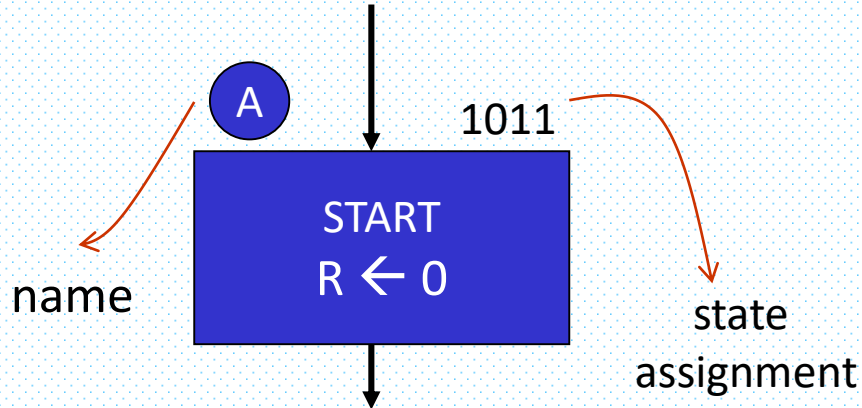 A
1011
START
R ← 0
name
state
assignment